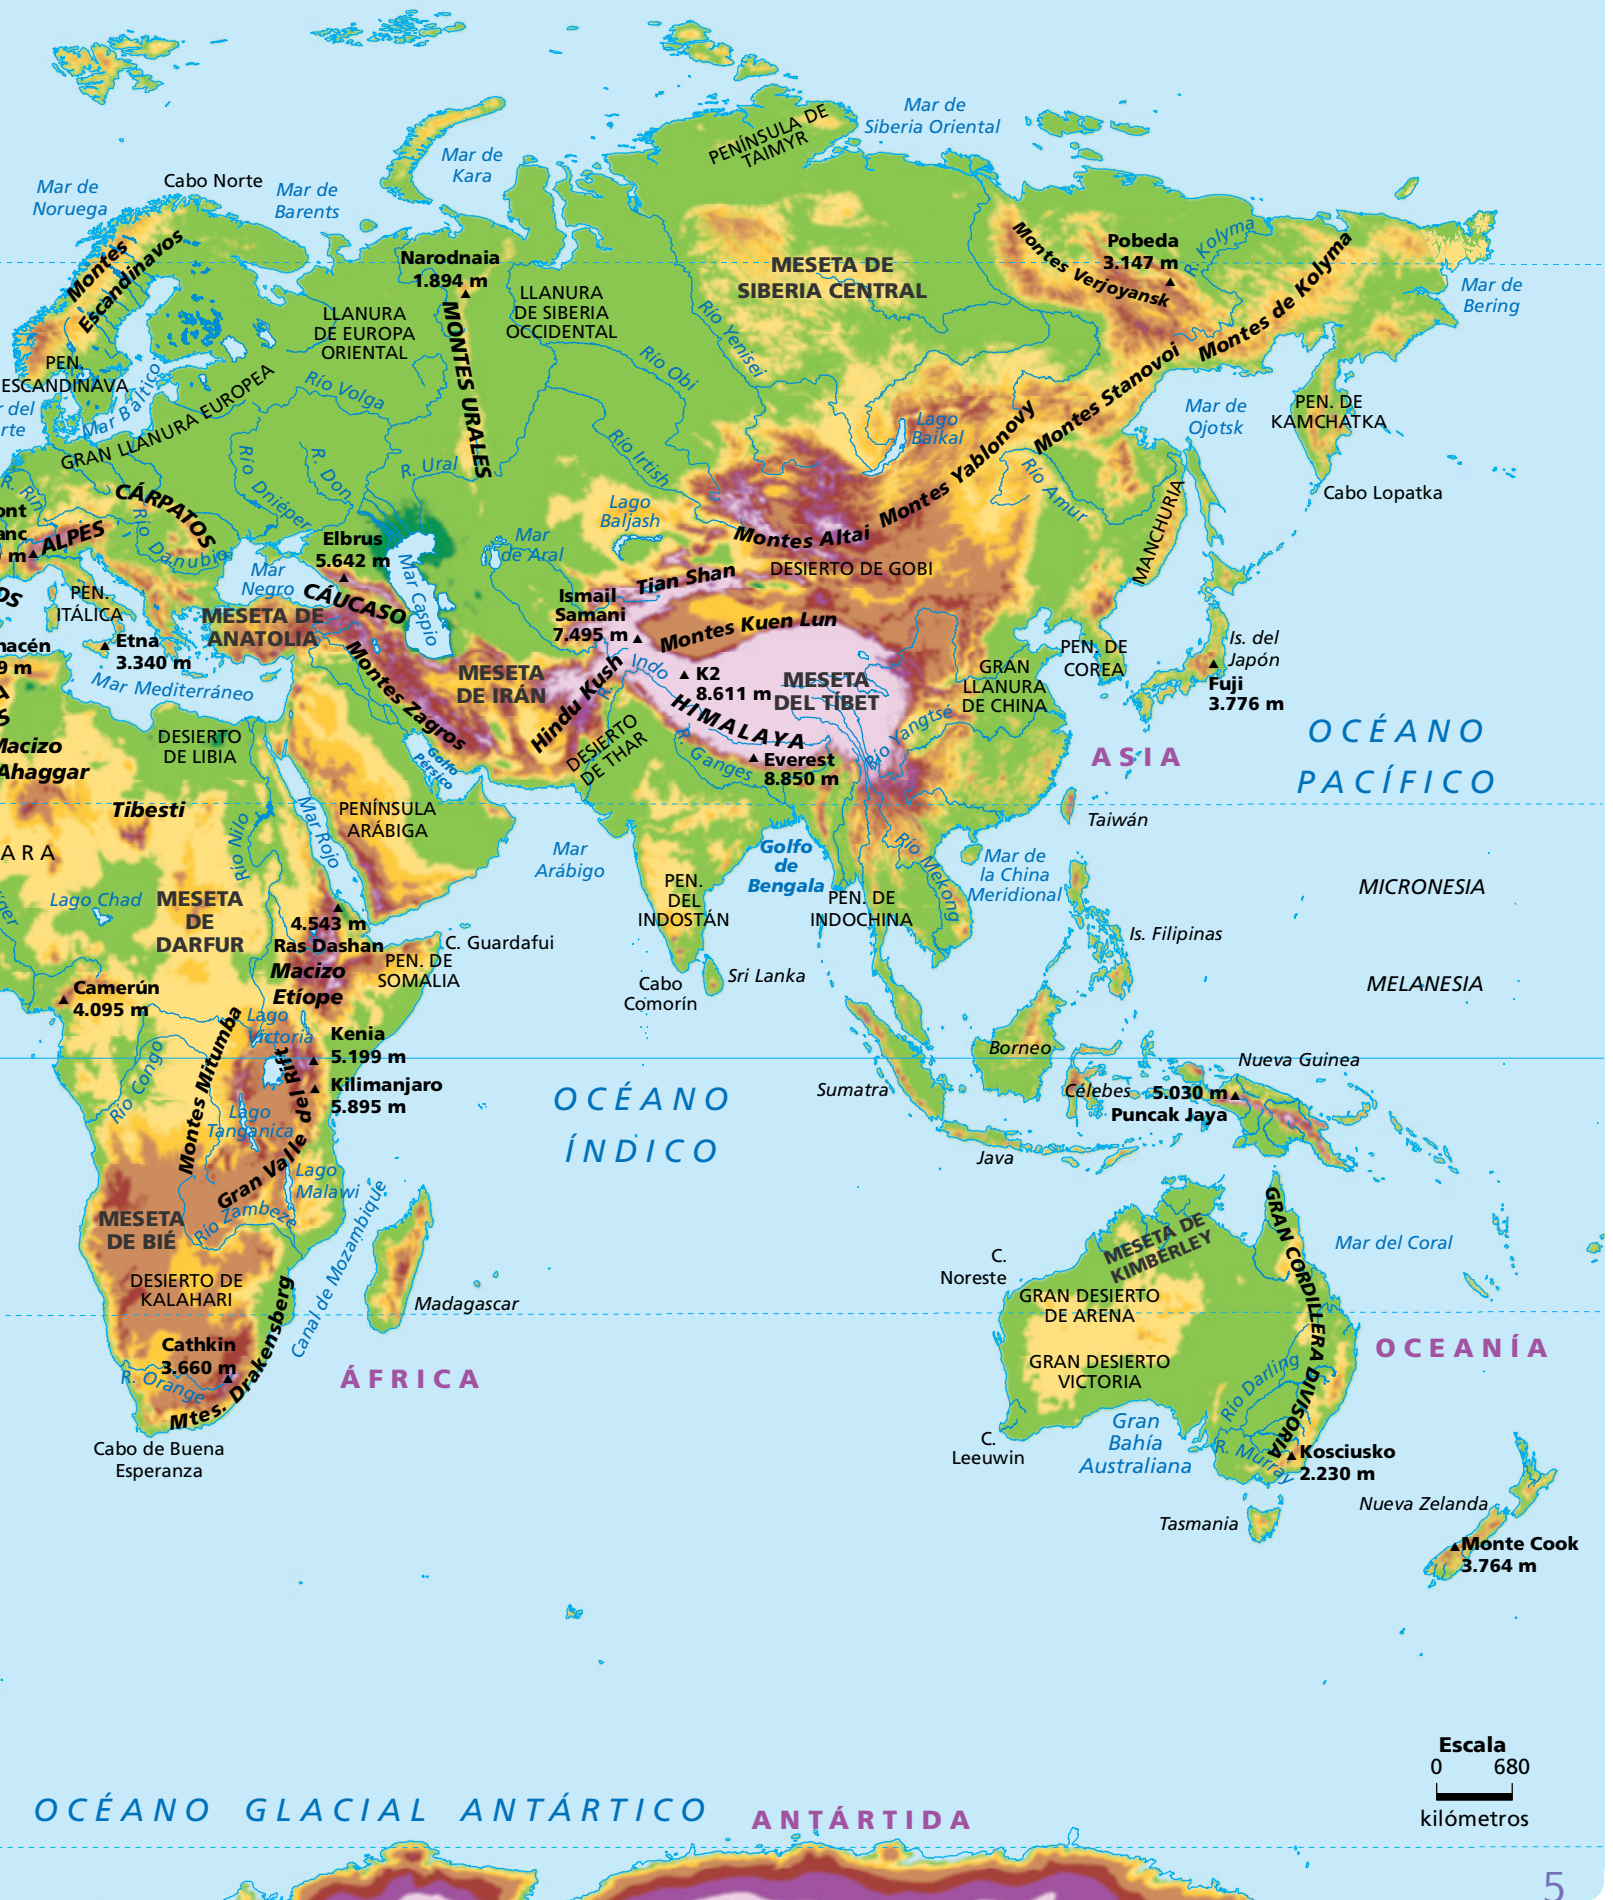 Mar de
Siberia Oriental
PENÍNSULA DE
TAIMYR
Mar de
Kara
Cabo Norte
Mar de
Noruega
Mar de
Barents
Montes
Escandinavos
Narodnaia
1.894 m
MONTES URALES
LLANURA
DE EUROPA
ORIENTAL
LLANURA
DE SIBERIA
OCCIDENTAL
MESETA DE
SIBERIA CENTRAL
Montes Verjoyansk
Pobeda
3.147 m
R. Kolyma
Montes de Kolyma
Mar de
Bering
PEN.
ESCANDINAVA
Mar Báltico
r del
rte
GRAN LLANURA EUROPEA
Río Volga
Río Obi
Río Yenisei
Río Irtish
Lago
Baikal
Montes Yablonovy
Montes Stanovoi
Mar de
Ojotsk
PEN. DE
KAMCHATKA
Cabo Lopatka
R. Rin
CÁRPATOS
Río Dniéper
R. Don
R. Ural
Lago
Baljash
Río Amur
MANCHURIA
ont
anc
m
ALPES
Río Danubio
Elbrus
5.642 m
Mar
Negro
CÁUCASO
Mar Caspio
Mar
de Aral
Montes Altai
DESIERTO DE GOBI
Tian Shan
Ismail
Samani
7.495 m
Montes Kuen Lun
OS
PEN.
ITÁLICA
MESETA DE
ANATOLIA
nacén
9 m
Etna
3.340 m
Mar Mediterráneo
Montes Zagros
MESETA
DE IRÁN
Hindu Kush
R. Indo
K2
8.611 m
MESETA
DEL TÍBET
HIMALAYA
Everest
8.850 m
R. Ganges
Río Yangtsé
GRAN
LLANURA
DE CHINA
PEN. DE
COREA
Is. del
Japón
Fuji
3.776 m
OCÉANO
PACÍFICO
ASIA
A
S
Macizo
Ahaggar
DESIERTO
DE LIBIA
Golfo
Pérsico
DESIERTO
DE THAR
Tibesti
Río Nilo
Mar Rojo
PENÍNSULA
ARÁBIGA
Mar
Arábigo
Golfo
de
Bengala
Río Mekong
Taiwán
Mar de
la China
Meridional
ARA
Lago Chad
íger
MESETA
DE
DARFUR
PEN.
DEL
INDOSTÁN
PEN. DE
INDOCHINA
MICRONESIA
Is. Filipinas
4.543 m
Ras Dashan
C. Guardafui
PEN. DE
SOMALIA
Macizo
Etíope
Cabo
Comorín
Sri Lanka
MELANESIA
Camerún
4.095 m
Lago
Victoria
Kenia
5.199 m
Kilimanjaro
5.895 m
Río Congo
Montes Mitumba
Lago
Tanganica
Gran Valle del Rift
Borneo
Sumatra
Célebes
Nueva Guinea
5.030 m
Puncak Jaya
Java
OCÉANO
ÍNDICO
Lago
Malawi
MESETA
DE BIÉ
Río Zambeze
Canal de Mozambique
Madagascar
DESIERTO DE
KALAHARI
Cathkin
3.660 m
R. Orange
Mtes. Drakensberg
Cabo de Buena
Esperanza
ÁFRICA
C.
Noreste
MESETA DE
KIMBERLEY
GRAN CORDILLERA DIVISORIA
Mar del Coral
GRAN DESIERTO
DE ARENA
GRAN DESIERTO
VICTORIA
Río Darling
R. Murray
OCEANÍA
C.
Leeuwin
Gran
Bahía
Australiana
Kosciusko
2.230 m
Tasmania
Nueva Zelanda
Monte Cook
3.764 m
Escala
0 680
kilómetros
OCÉANO GLACIAL ANTÁRTICO
ANTÁRTIDA
5